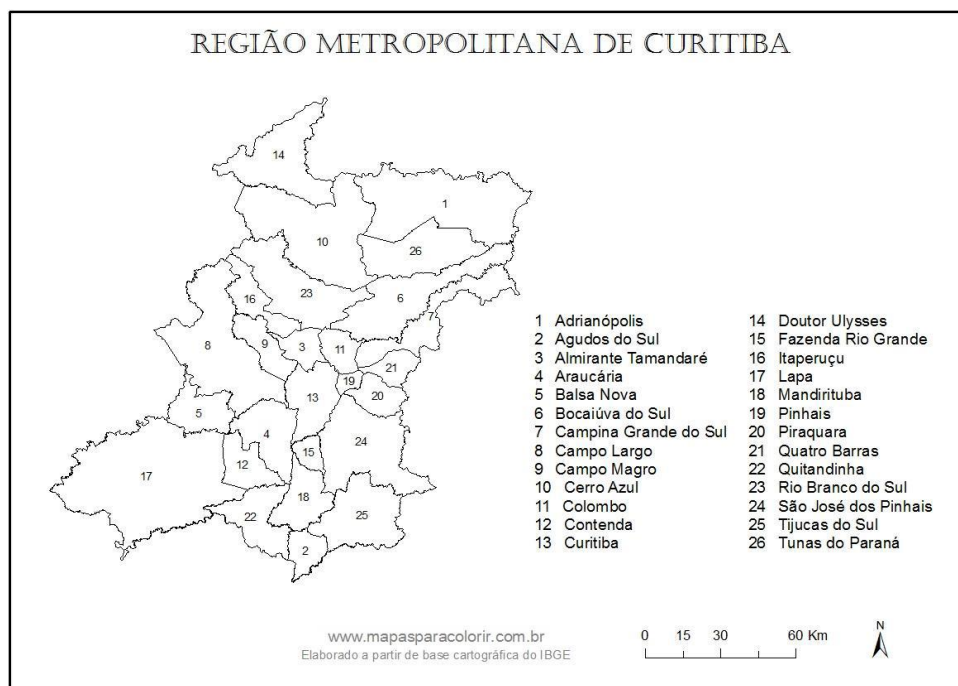 REGIÃO METROPOLITANA DE CURITIBA
14
1
10
26
23
6
16
7
8
9
3
11
21
19
20
13
5
4
24
15
12
17
18
22
25
2
1 Adrianópolis
2 Agudos do Sul
3 Almirante Tamandaré
4 Araucária
5 Balsa Nova
6 Bocaiúva do Sul
7 Campina Grande do Sul
8 Campo Largo
9 Campo Magro
10 Cerro Azul
11 Colombo
12 Contenda
13 Curitiba
14 Doutor Ulysses
15 Fazenda Rio Grande
16 Itaperuçu
17 Lapa
18 Mandirituba
19 Pinhais
20 Piraquara
21 Quatro Barras
22 Quitandinha
23 Rio Branco do Sul
24 São José dos Pinhais
25 Tijucas do Sul
26 Tunas do Paraná
www.mapasparacolorir.com.br
Elaborado a partir de base cartográfica do IBGE
0 15 30 60 Km
N